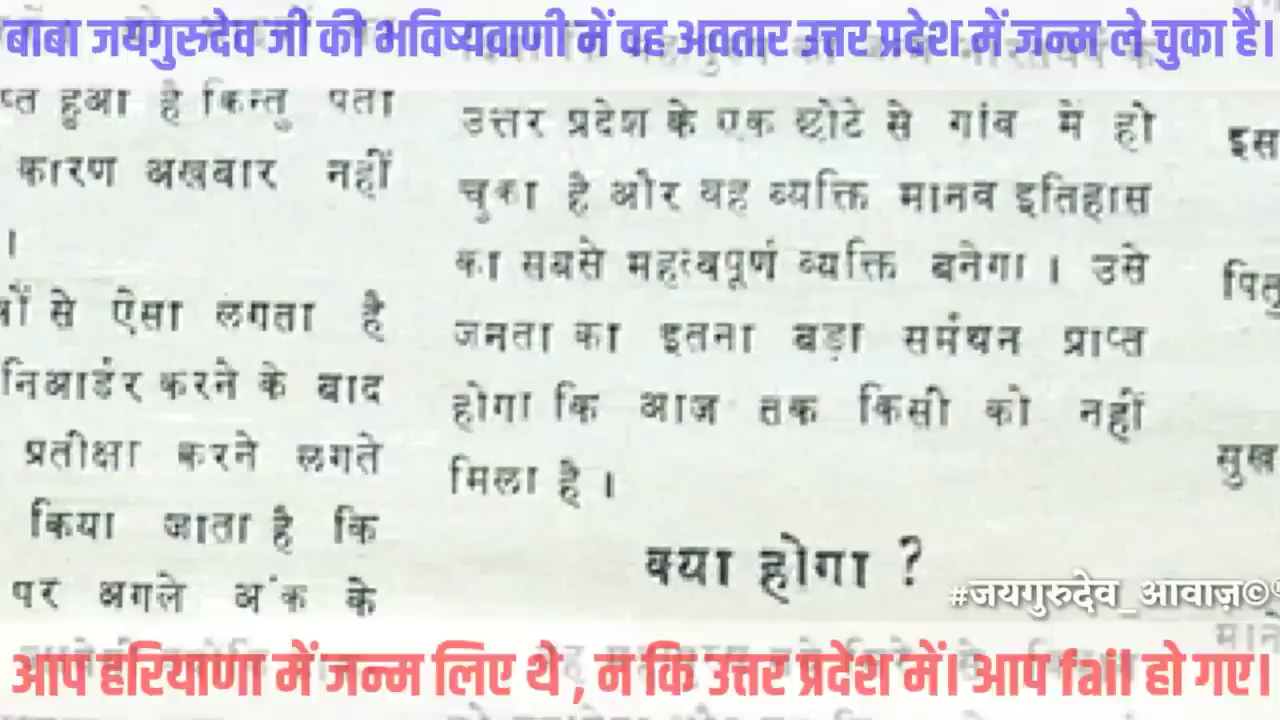 बाबा जयगुरुदेव जी की भविष्यवाणी में वह अवतार उत्तर प्रदेश में जन्म ले चुका है।
प्त हुआ है किन्तु पता
कारण अखबार नहीं
।
से ऐसा लगता है
निआर्डर करने के बाद
प्रतीक्षा करने लगते
किया जाता है कि
पर अगले अंक के
उत्तर प्रदेश के एक छोटे से गांव में हो
चुका है और यह व्यक्ति मानव इतिहास
का सबसे महत्वपूर्ण व्यक्ति बनेगा । उसे
जनता का इतना बड़ा समंथन प्राप्त
होगा कि आज तक किसी को नहीं
मिला है ।
क्या होगा ?
इस
पितु
सुख
#जयगुरुदेव_आवाज़©
आप हरियाणा में जन्म लिए थे , न कि उत्तर प्रदेश में। आप fail हो गए।